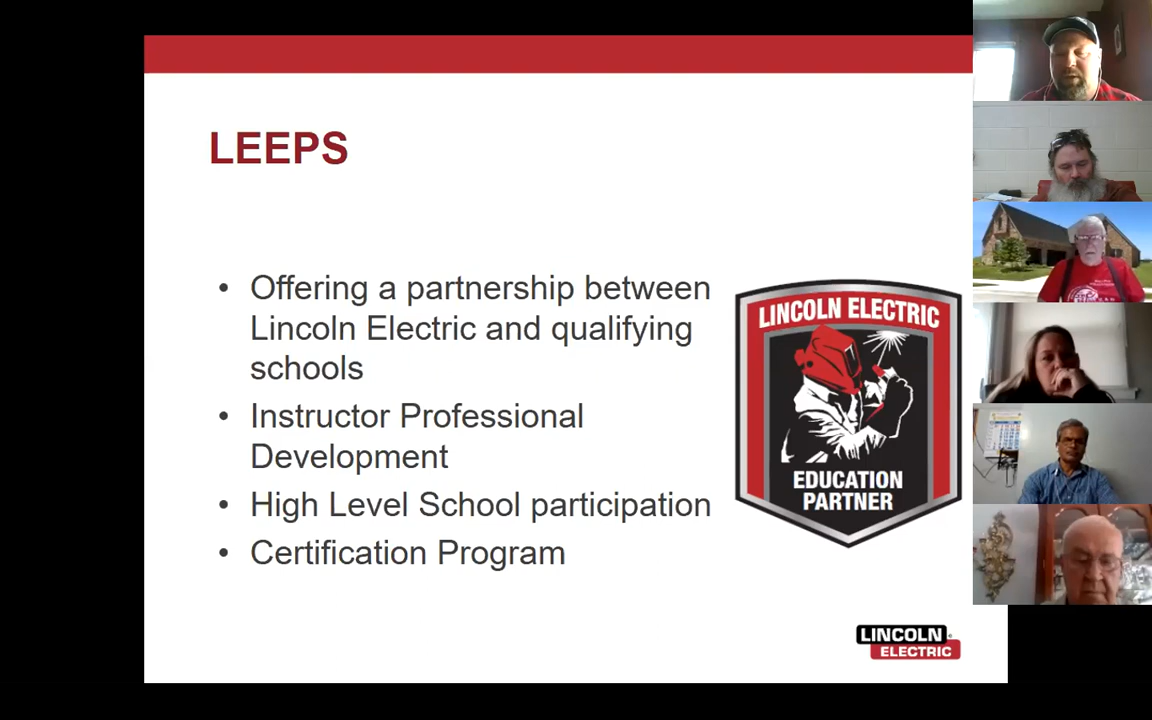 LEEPS
• Offering a partnership between
Lincoln Electric and qualifying
schools
• Instructor Professional
Development
• High Level School participation
• Certification Program
LINCOLN ELECTRIC
EDUCATION
PARTNER
LINCOLN®
ELECTRIC